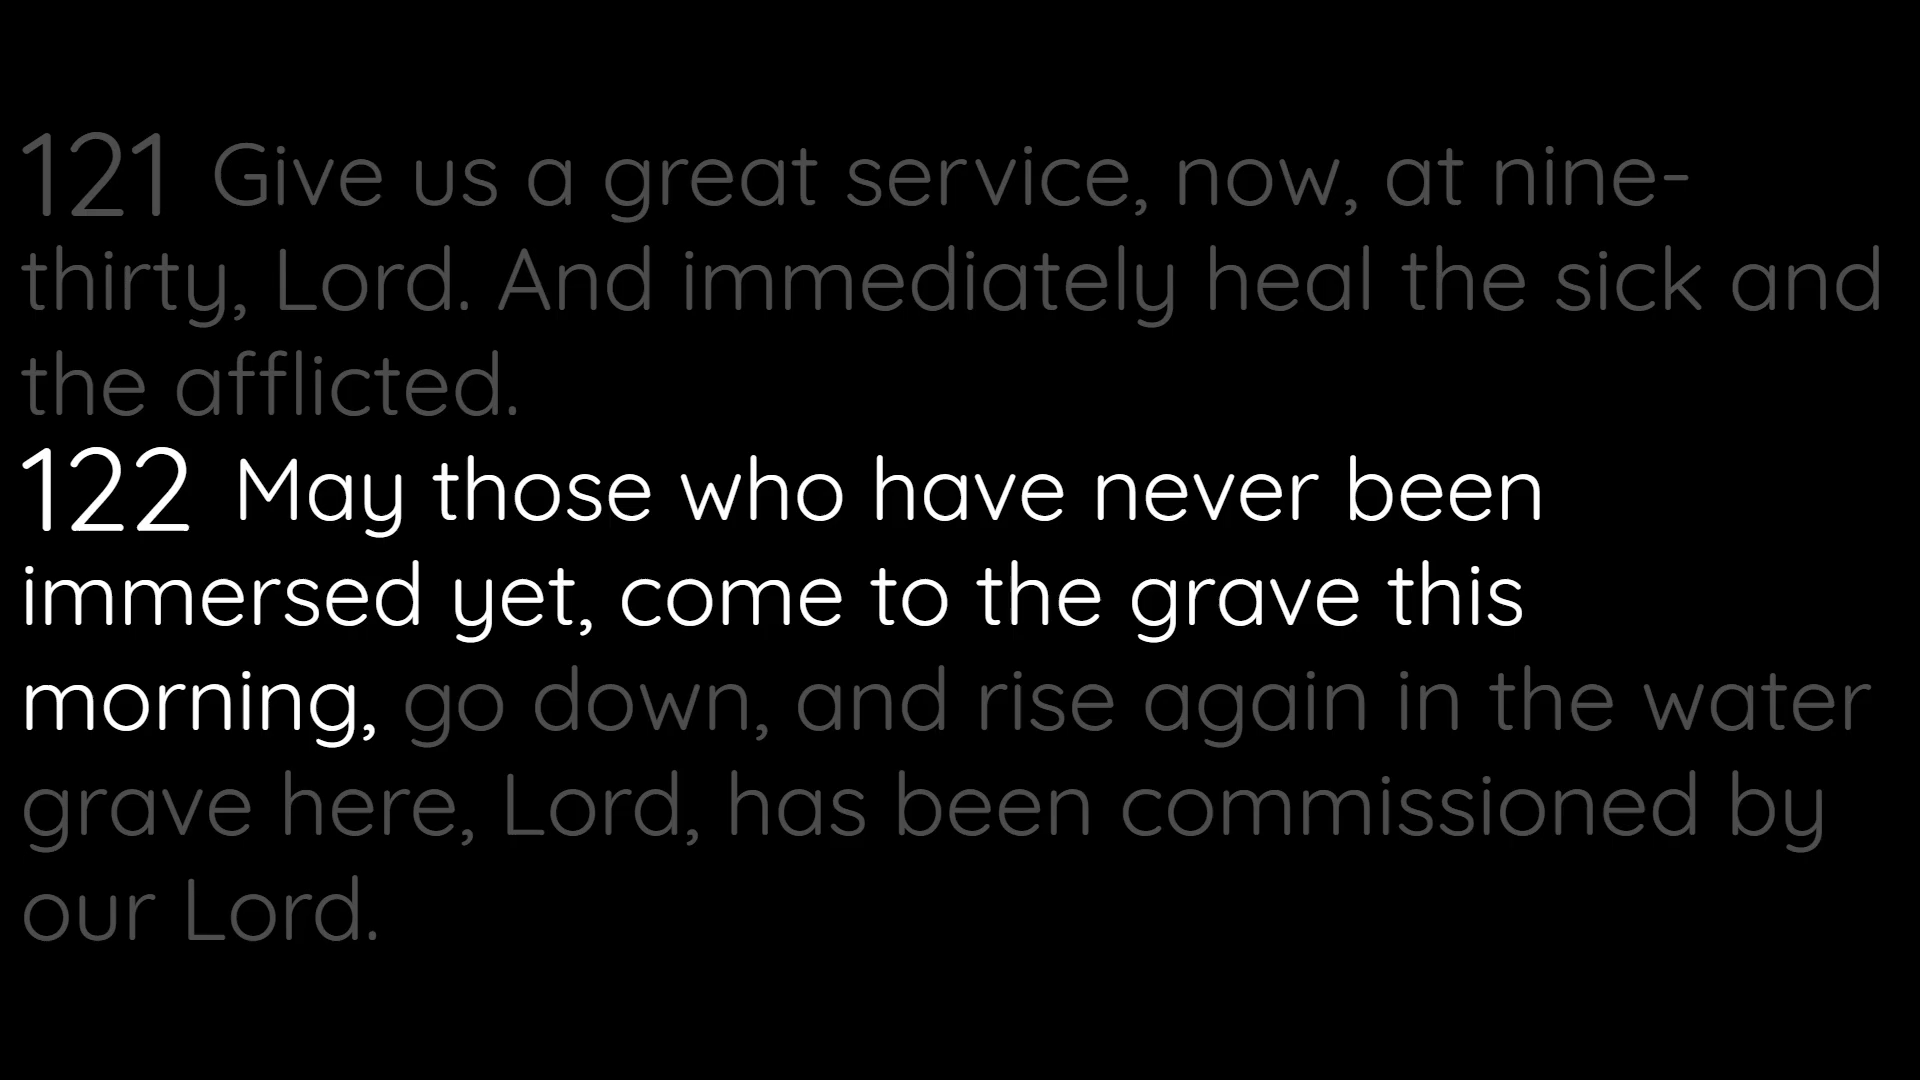 121 Give us a great service, now, at nine-
thirty, Lord. And immediately heal the sick and
the afflicted.
122 May those who have never been
immersed yet, come to the grave this
morning, go down, and rise again in the water
grave here, Lord, has been commissioned by
our Lord.